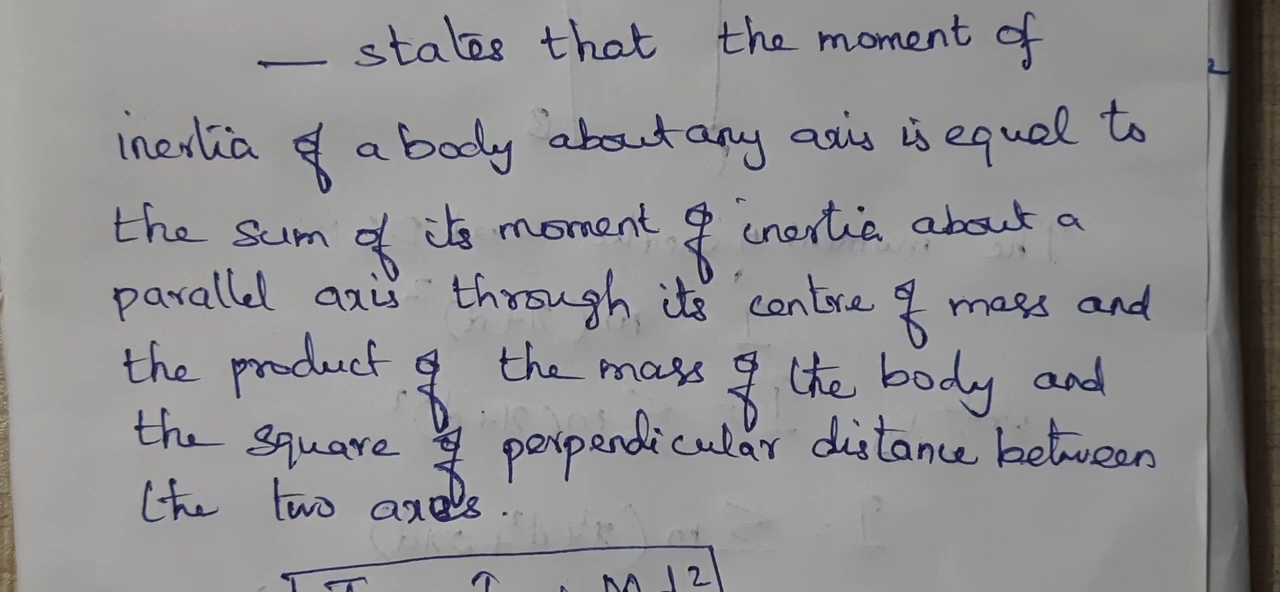 — states that the moment of
inertia of a body about any axis is equal to
the sum of its moment of inertia about a
parallel axis through its centre of mass and
the product of the mass of the body and
the square of perpendicular distance between
the two axes.